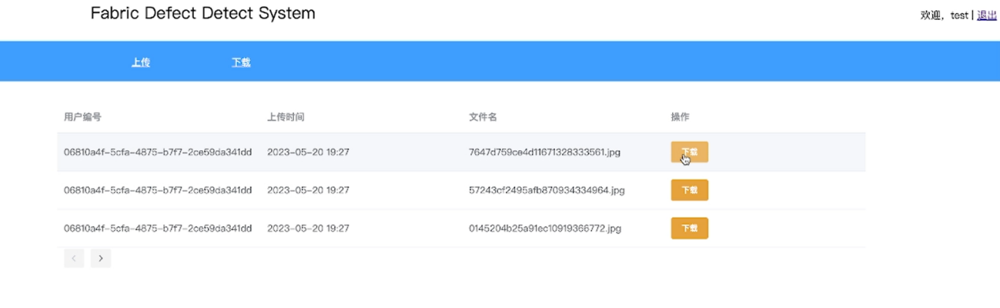 Fabric Defect Detect System
欢迎，test | 退出
上传 下载
用户编号 上传时间 文件名 操作
06810a4f-5cfa-4875-b7f7-2ce59da341dd 2023-05-20 19:27 7647d759ce4d11671328333561.jpg 下载
06810a4f-5cfa-4875-b7f7-2ce59da341dd 2023-05-20 19:27 57243cf2495afb870934334964.jpg 下载
06810a4f-5cfa-4875-b7f7-2ce59da341dd 2023-05-20 19:27 0145204b25a91ec10919366772.jpg 下载